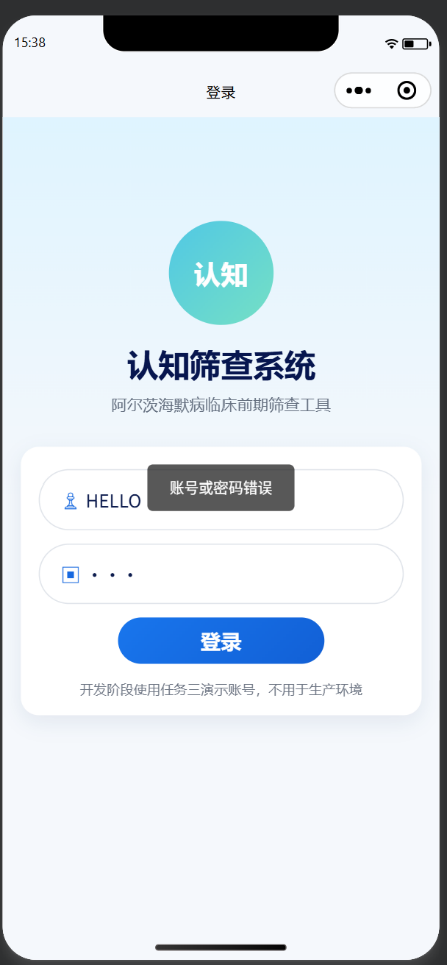 15:38
登录
认知
认知筛查系统
阿尔茨海默病临床前期筛查工具
HELLO
账号或密码错误
登录
开发阶段使用任务三演示账号，不用于生产环境